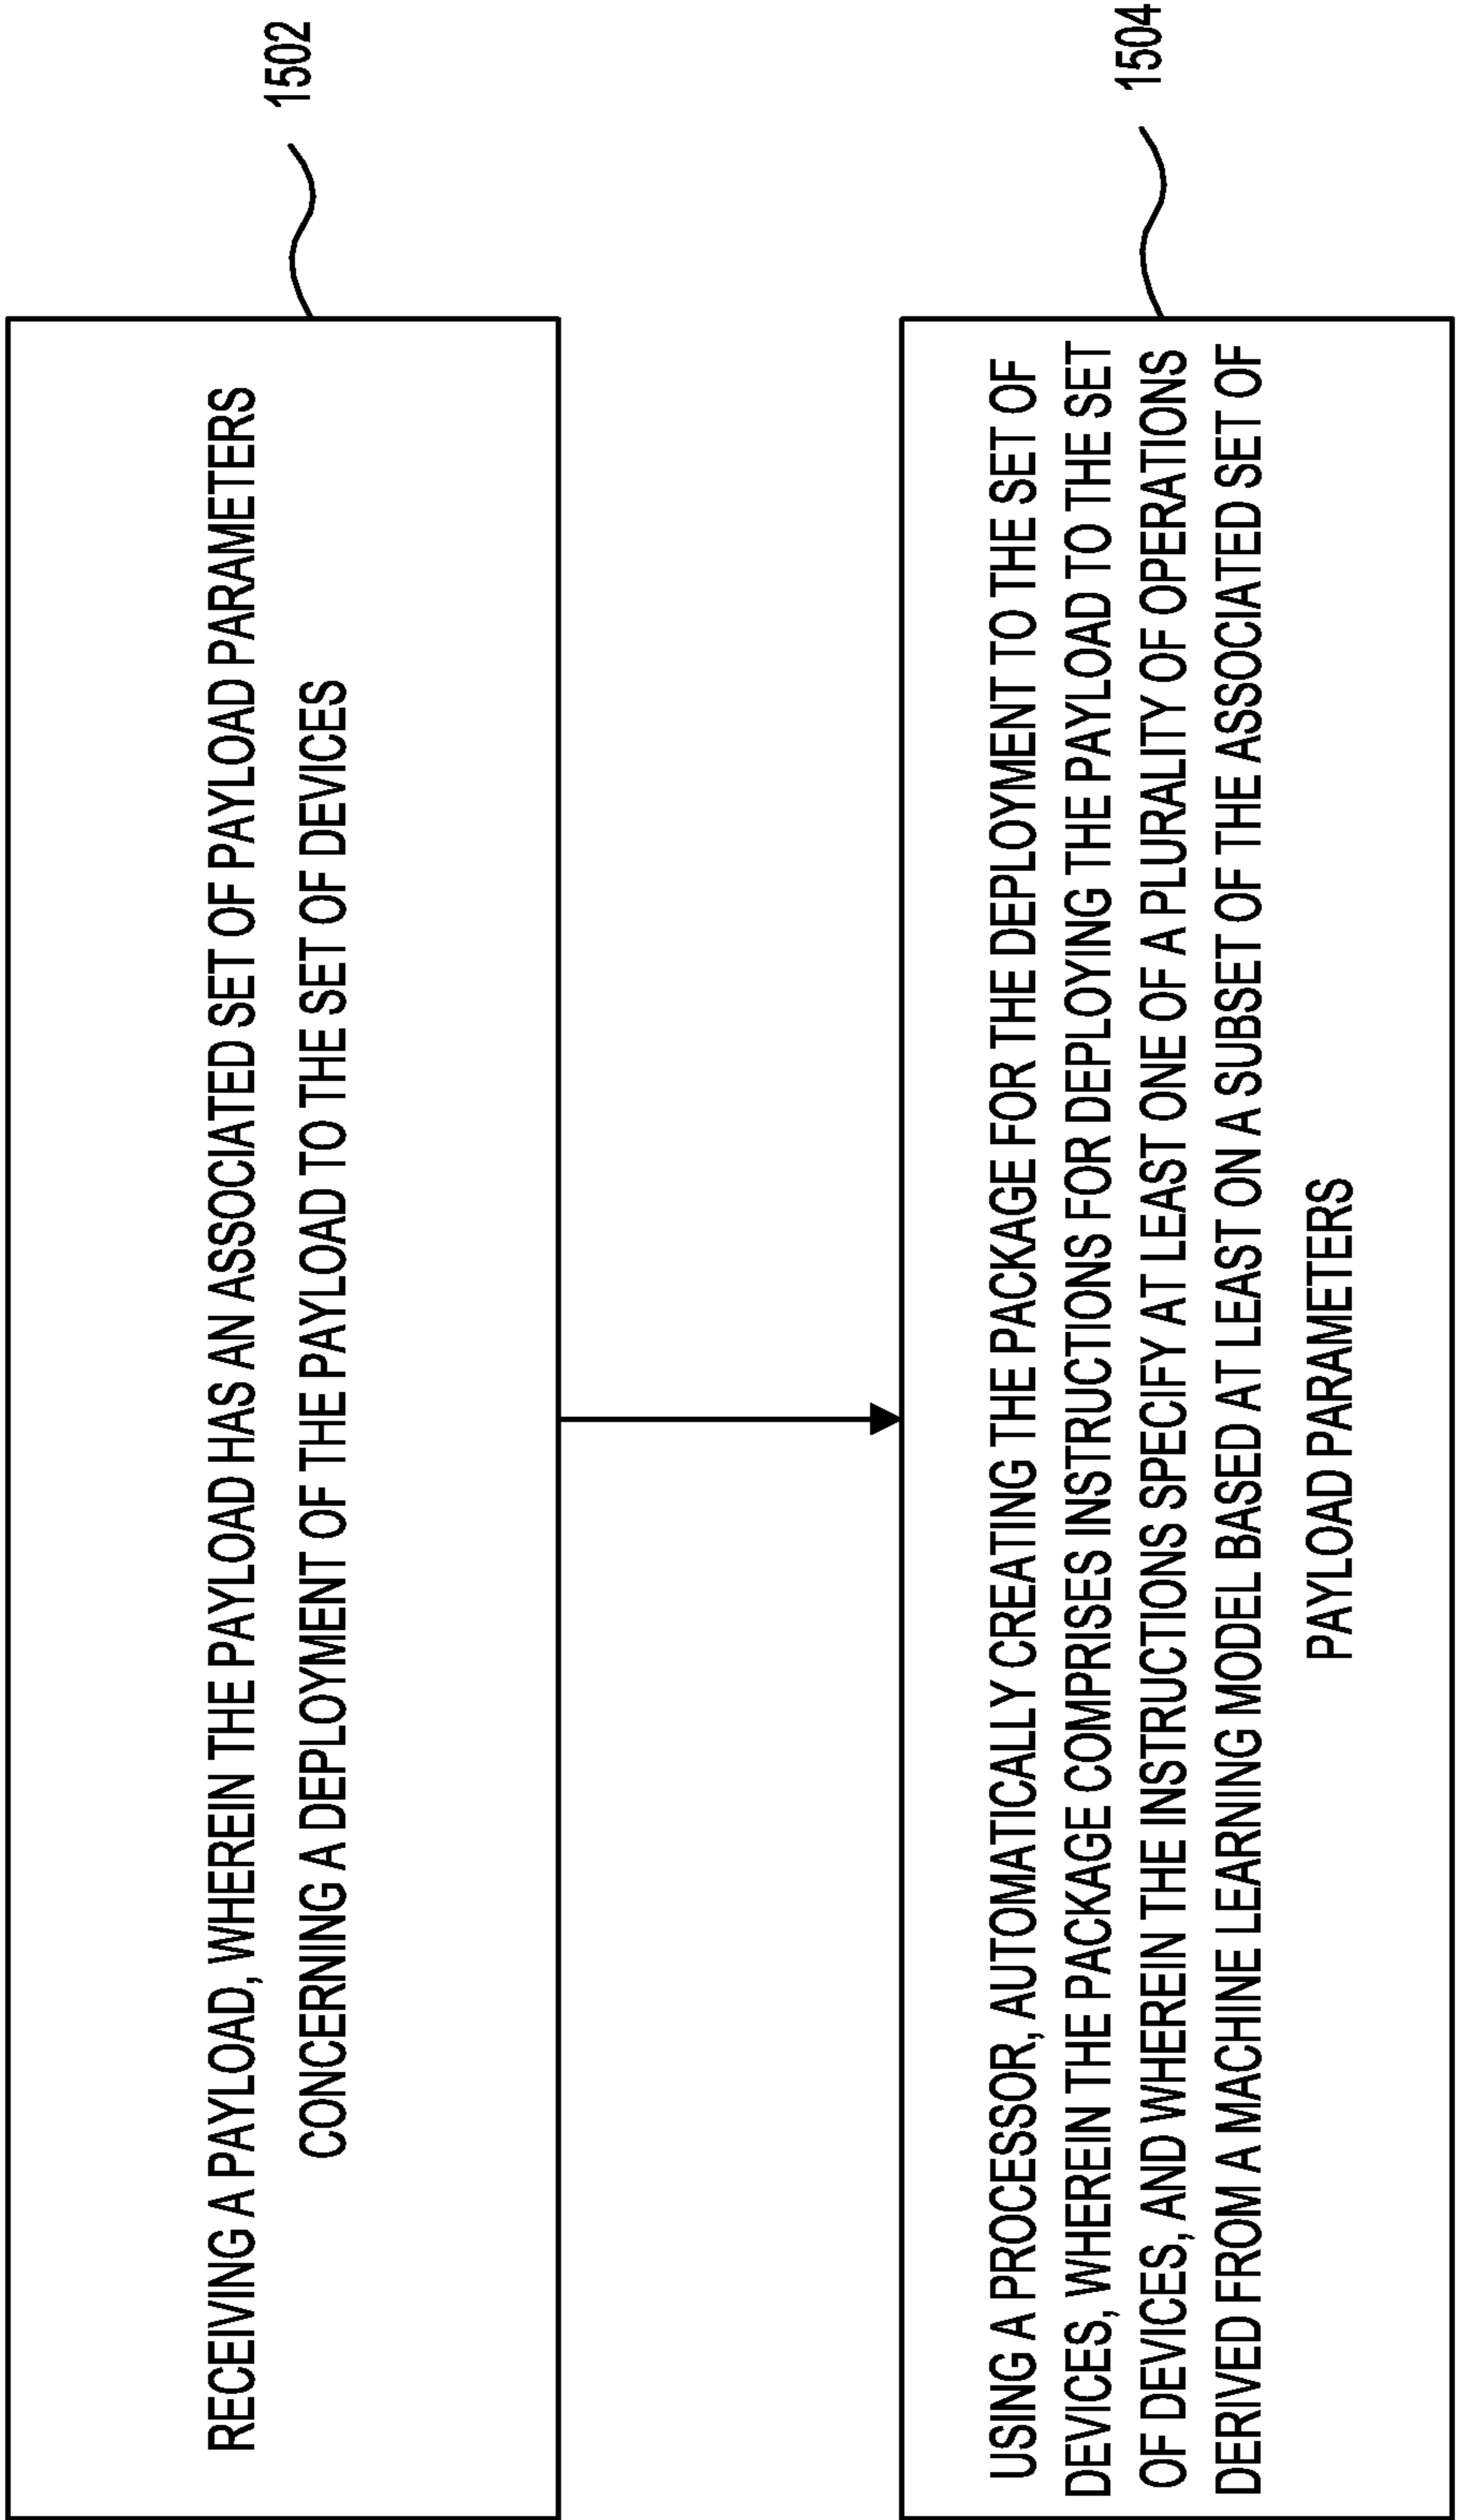 RECEIVING A PAYLOAD, WHEREIN THE PAYLOAD HAS AN ASSOCIATED SET OF PAYLOAD PARAMETERS
CONCERNING A DEPLOYMENT OF THE PAYLOAD TO THE SET OF DEVICES
1502
USING A PROCESSOR, AUTOMATICALLY CREATING THE PACKAGE FOR THE DEPLOYMENT TO THE SET OF
DEVICES, WHEREIN THE PACKAGE COMPRISES INSTRUCTIONS FOR DEPLOYING THE PAYLOAD TO THE SET
OF DEVICES, AND WHEREIN THE INSTRUCTIONS SPECIFY AT LEAST ONE OF A PLURALITY OF OPERATIONS
DERIVED FROM A MACHINE LEARNING MODEL BASED AT LEAST ON A SUBSET OF THE ASSOCIATED SET OF
PAYLOAD PARAMETERS
1504